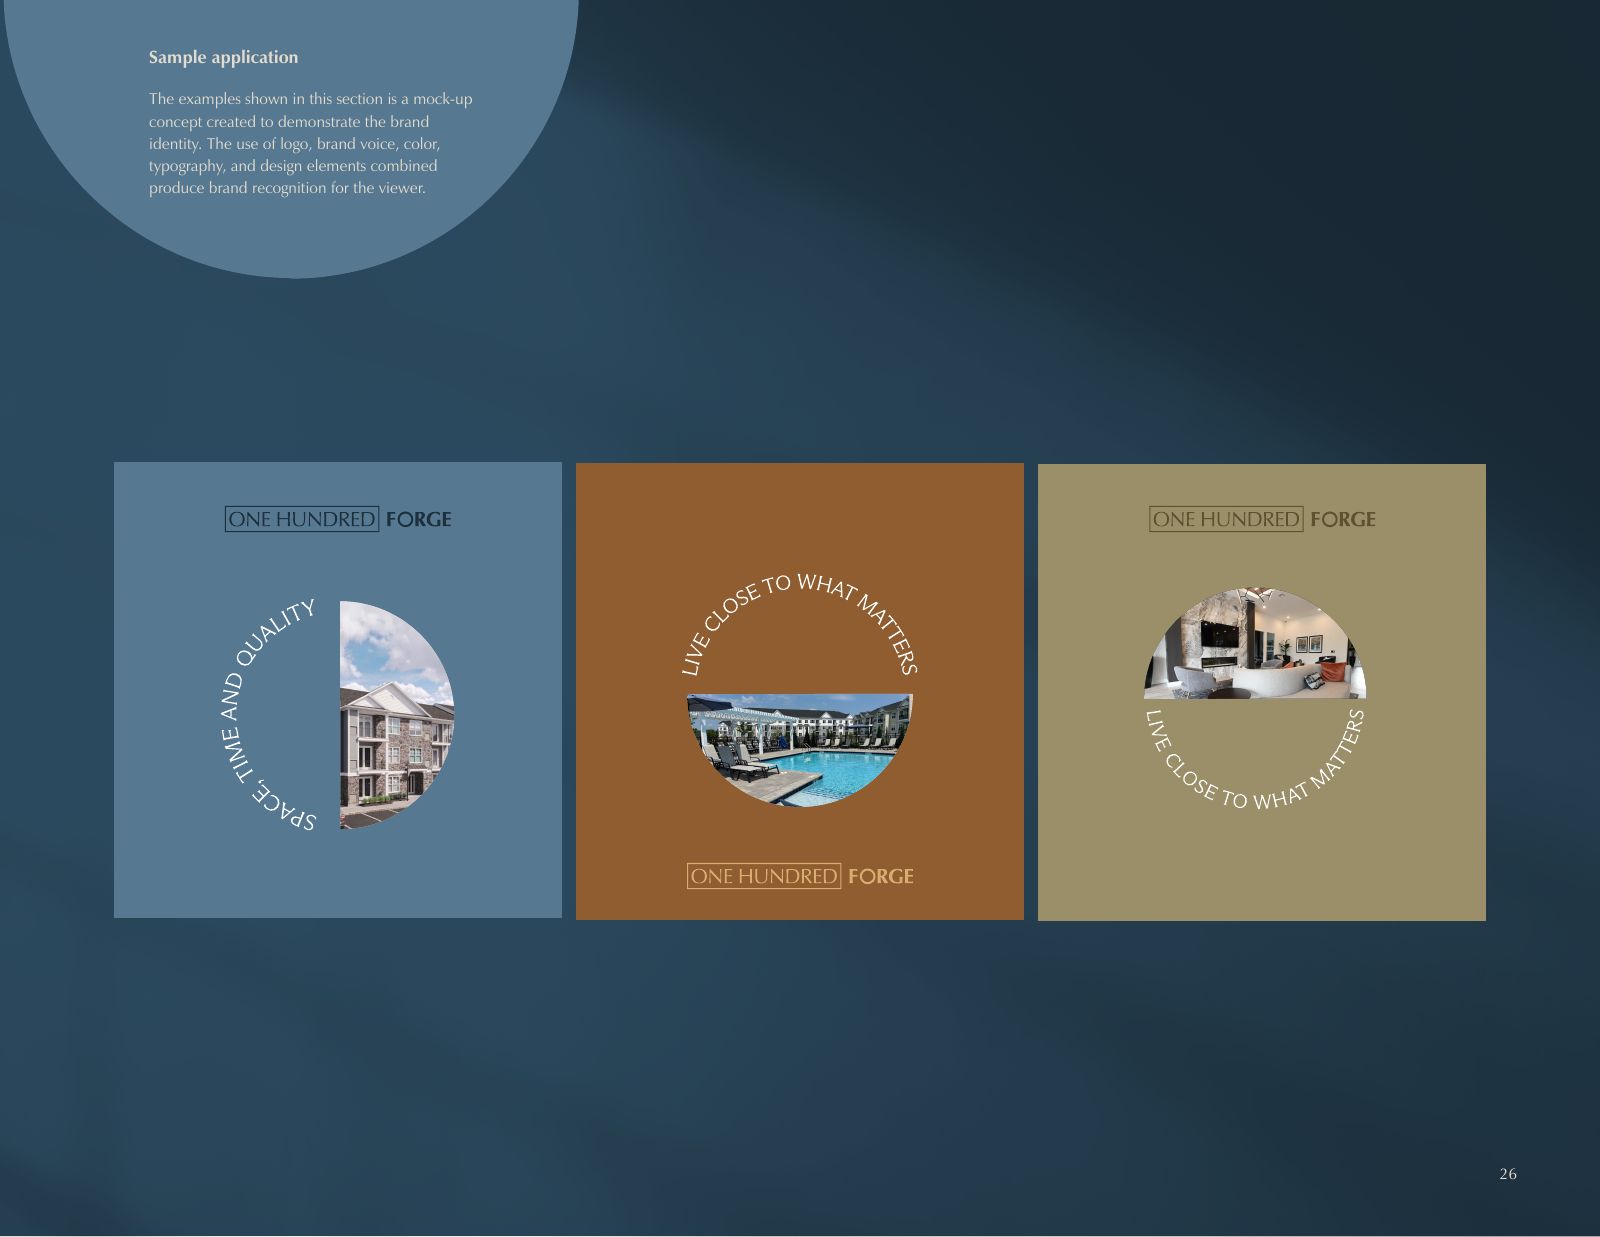 Sample application
The examples shown in this section is a mock-up
concept created to demonstrate the brand
identity. The use of logo, brand voice, color,
typography, and design elements combined
produce brand recognition for the viewer.
ONE HUNDRED FORGE
SPACE, TIME AND QUALITY
LIVE CLOSE TO WHAT MATTERS
ONE HUNDRED FORGE
ONE HUNDRED FORGE
LIVE CLOSE TO WHAT MATTERS
26